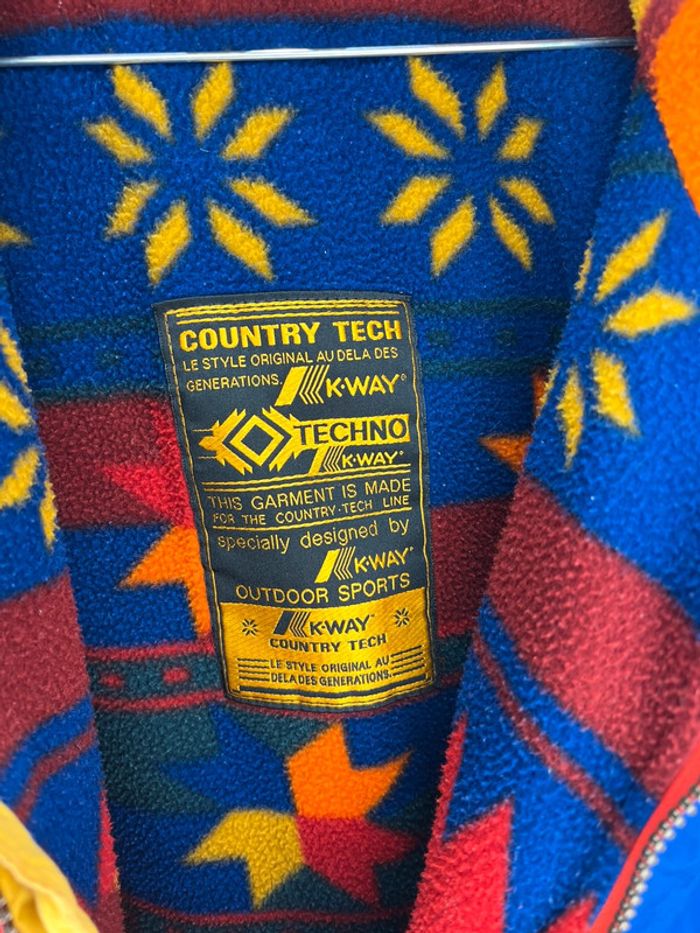 COUNTRY TECH
LE STYLE ORIGINAL AU DELA DES
GENERATIONS. K-WAY®
TECHNO
K-WAY®
THIS GARMENT IS MADE
FOR THE COUNTRY-TECH LINE
specially designed by
K-WAY®
OUTDOOR SPORTS
K-WAY®
COUNTRY TECH
LE STYLE ORIGINAL AU
DELA DES GENERATIONS.